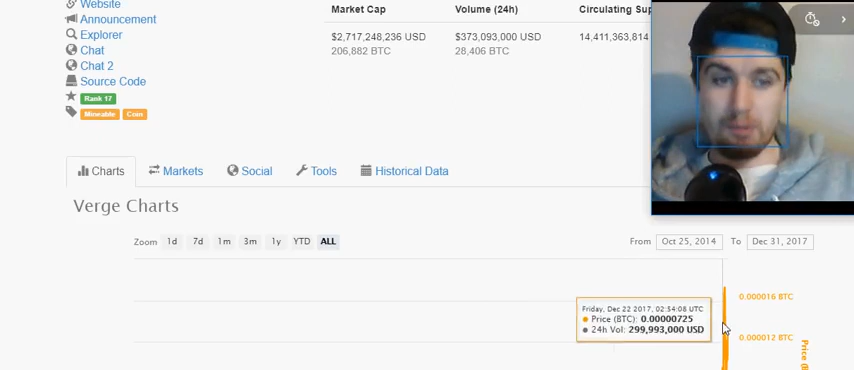 Website
Announcement
Explorer
Chat
Chat 2
Source Code
Rank 17
Mineable Coin
Market Cap Volume (24h) Circulating
$2,717,248,236 USD $373,093,000 USD 14,411,363,814
206,882 BTC 28,406 BTC
Charts Markets Social Tools Historical Data
Verge Charts
Zoom 1d 7d 1m 3m 1y YTD ALL From Oct 25, 2014 To Dec 31, 2017
0.000016 BTC
Friday, Dec 22 2017, 02:54:08 UTC
Price (BTC): 0.00000725
24h Vol: 299,993,000 USD
0.000012 BTC